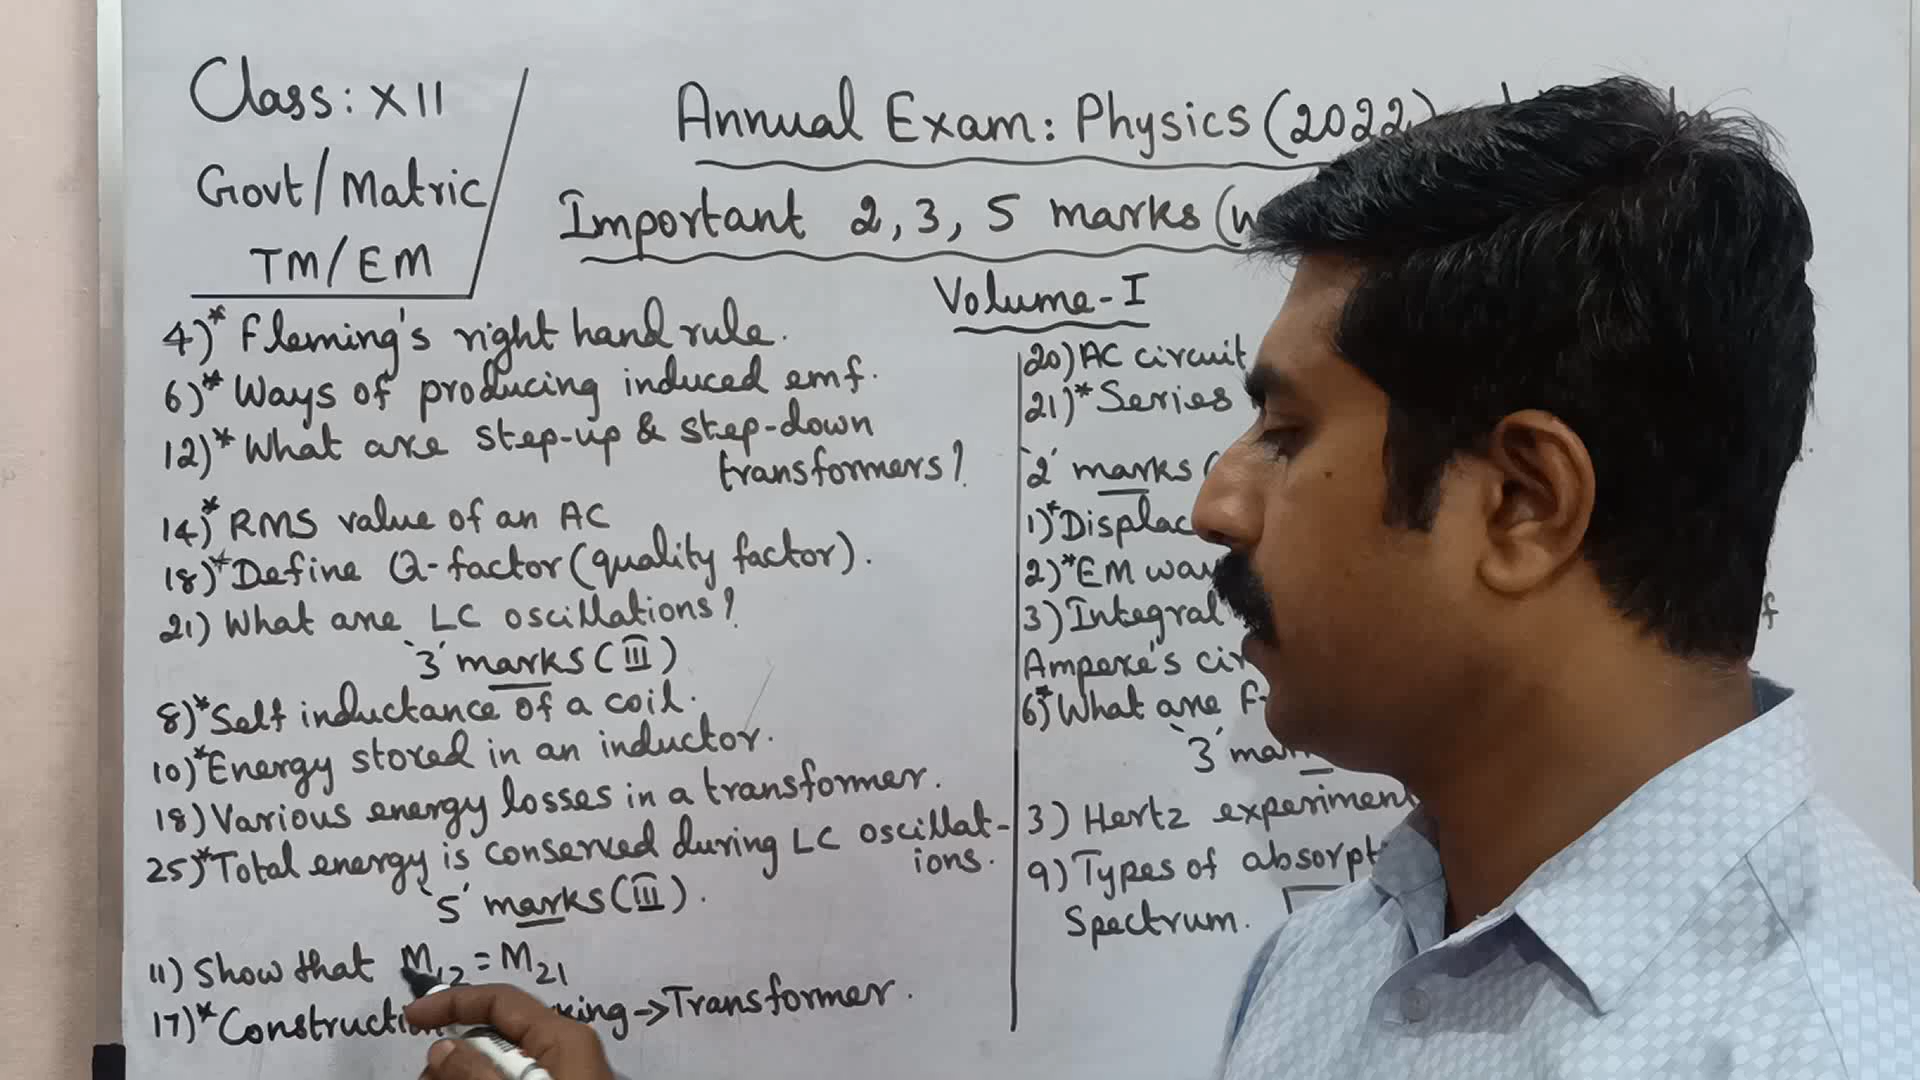 Class: XII
Govt/Matric
TM/EM
Annual Exam: Physics (2022)
Important 2, 3, 5 marks (
Volume-I
4)* Fleming's right hand rule.
6)* Ways of producing induced emf.
12)* What are step-up & step-down
transformers?
14)* RMS value of an AC
18)* Define Q-factor (quality factor).
21) What are LC oscillations?
'3' marks (III)
8)* Self inductance of a coil.
10)* Energy stored in an inductor.
18) Various energy losses in a transformer.
25)* Total energy is conserved during LC oscillat-
ions.
'5' marks (III).
11) Show that M12 = M21
17)* Construction king → Transformer.
20) AC circuit
21)* Series
'2' marks (
1)* Displac
2)* EM wav
3) Integral
Ampere's cir
6)* What are F
'3' mar
3) Hertz experiment
9) Types of absorpt
Spectrum.